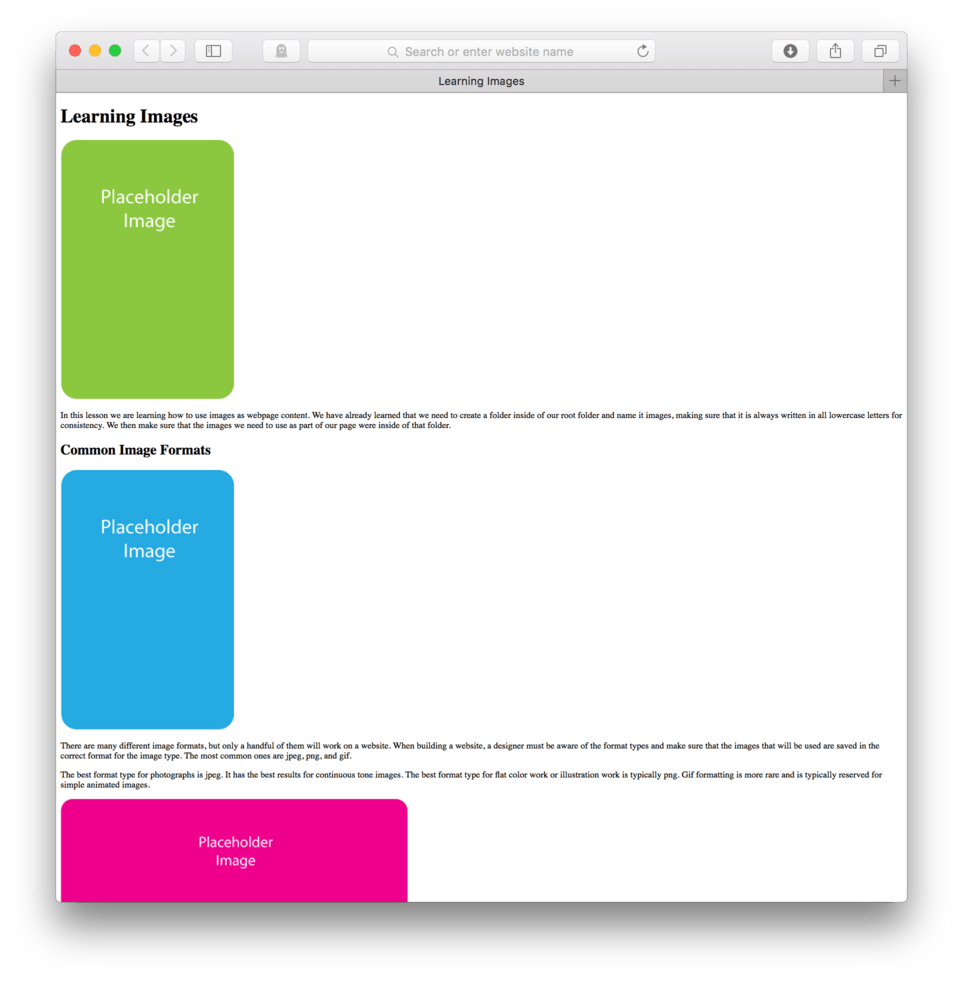 Search or enter website name
Learning Images
Learning Images
Placeholder
Image
In this lesson we are learning how to use images as webpage content. We have already learned that we need to create a folder inside of our root folder and name it images, making sure that it is always written in all lowercase letters for
consistency. We then make sure that the images we need to use as part of our page were inside of that folder.
Common Image Formats
Placeholder
Image
There are many different image formats, but only a handful of them will work on a website. When building a website, a designer must be aware of the format types and make sure that the images that will be used are saved in the
correct format for the image type. The most common ones are jpeg, png, and gif.
The best format type for photographs is jpeg. It has the best results for continuous tone images. The best format type for flat color work or illustration work is typically png. Gif formatting is more rare and is typically reserved for
simple animated images.
Placeholder
Image